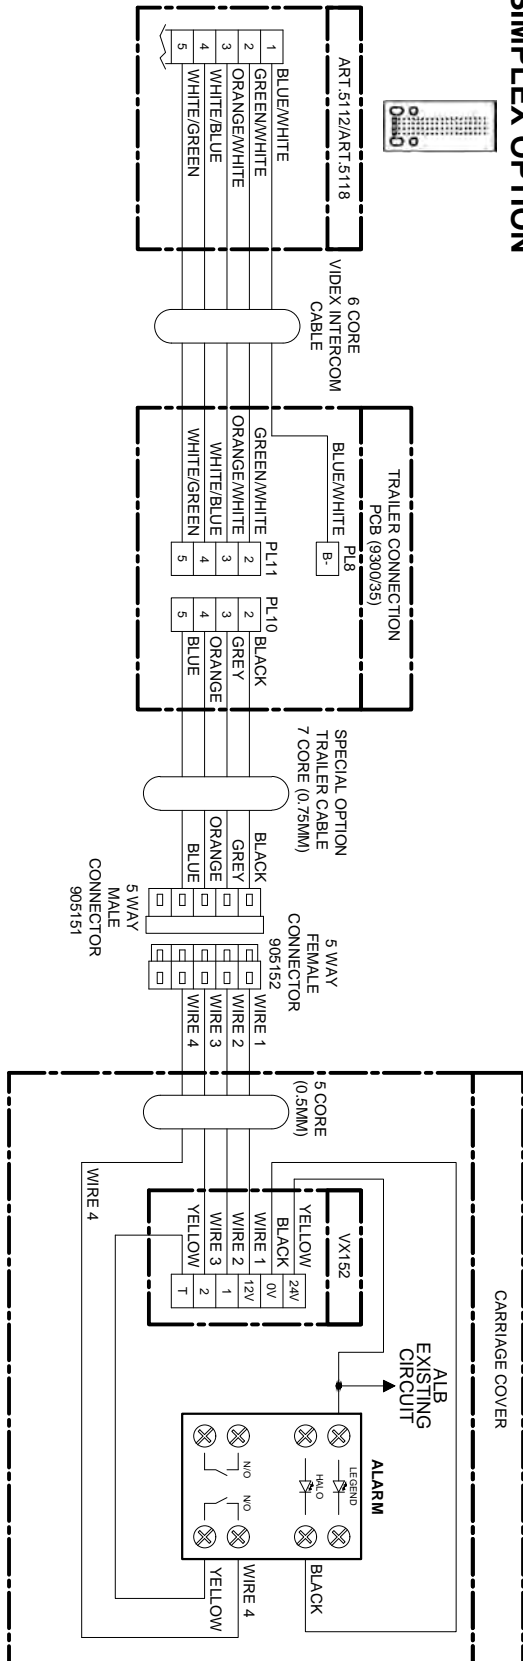 SIMPLEX OPTION
ART.5112/ART.5118
1
2
3
4
5
BLUE/WHITE
GREEN/WHITE
ORANGE/WHITE
WHITE/BLUE
WHITE/GREEN
6 CORE
VIDEX INTERCOM
CABLE
TRAILER CONNECTION
PCB (9300/35)
BLUE/WHITE
PL8
B-
GREEN/WHITE
ORANGE/WHITE
WHITE/BLUE
WHITE/GREEN
PL11
2
3
4
5
PL10
2
3
4
5
BLACK
GREY
ORANGE
BLUE
SPECIAL OPTION
TRAILER CABLE
7 CORE (0.75MM)
BLACK
GREY
ORANGE
BLUE
5 WAY
MALE
CONNECTOR
905151
5 WAY
FEMALE
CONNECTOR
905152
WIRE 1
WIRE 2
WIRE 3
WIRE 4
CARRIAGE COVER
5 CORE
(0.5MM)
WIRE 4
VX152
YELLOW
BLACK
WIRE 1
WIRE 2
WIRE 3
YELLOW
24V
0V
12V
1
2
T
ALB
EXISTING
CIRCUIT
ALARM
LEGEND
HALO
N/O
N/O
BLACK
WIRE 4
YELLOW